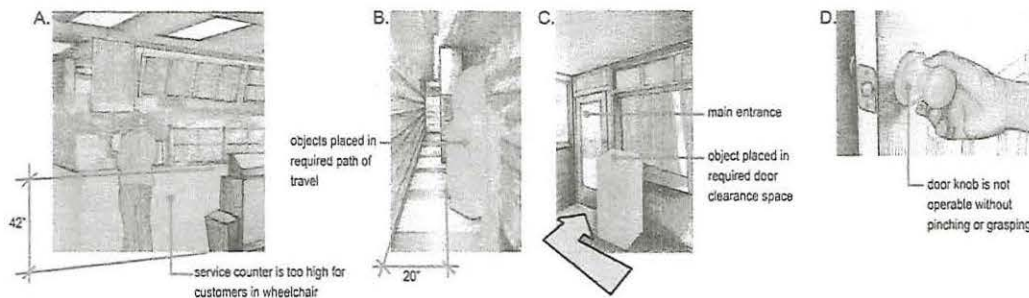 A.
42"
service counter is too high for
customers in wheelchair
B.
objects placed in
required path of
travel
20"
C.
main entrance
object placed in
required door
clearance space
D.
door knob is not
operable without
pinching or grasping